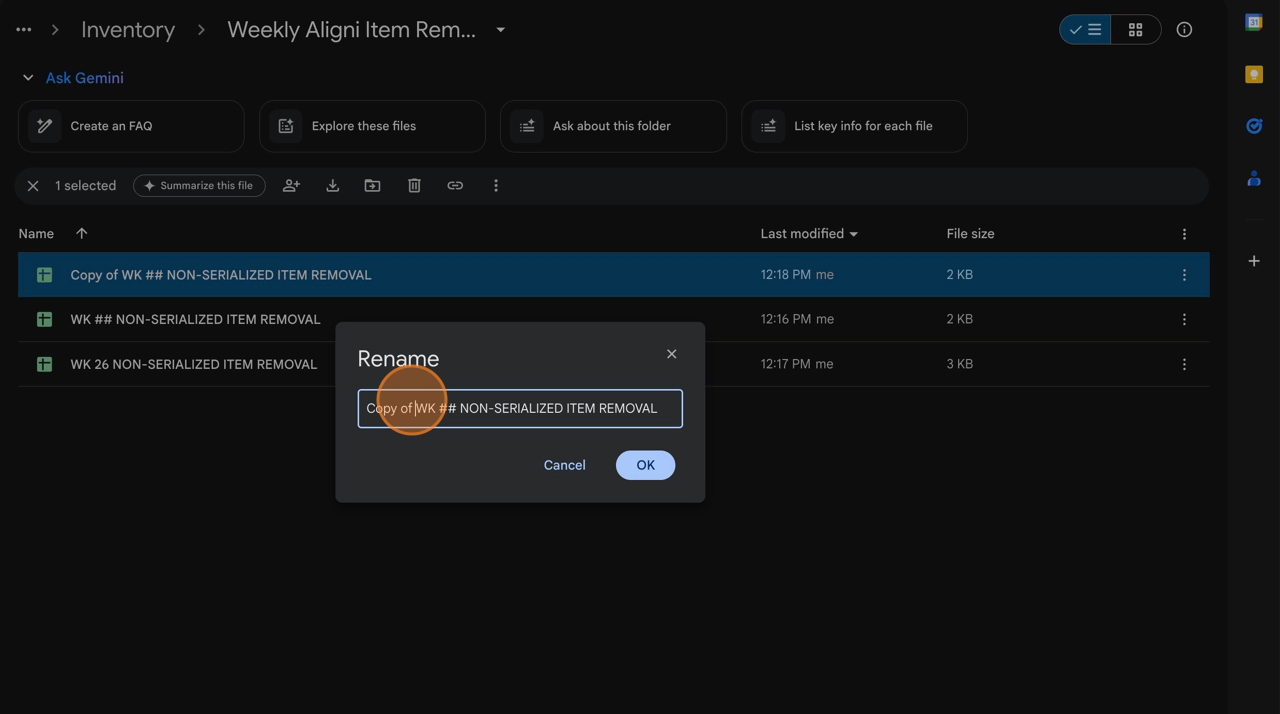 Inventory
Weekly Aligni Item Rem...
31
Ask Gemini
Create an FAQ
Explore these files
Ask about this folder
List key info for each file
1 selected
Summarize this file
Name
Last modified
File size
Copy of WK ## NON-SERIALIZED ITEM REMOVAL
12:18 PM me
2 KB
WK ## NON-SERIALIZED ITEM REMOVAL
12:16 PM me
2 KB
WK 26 NON-SERIALIZED ITEM REMOVAL
12:17 PM me
3 KB
Rename
Copy of WK ## NON-SERIALIZED ITEM REMOVAL
Cancel
OK